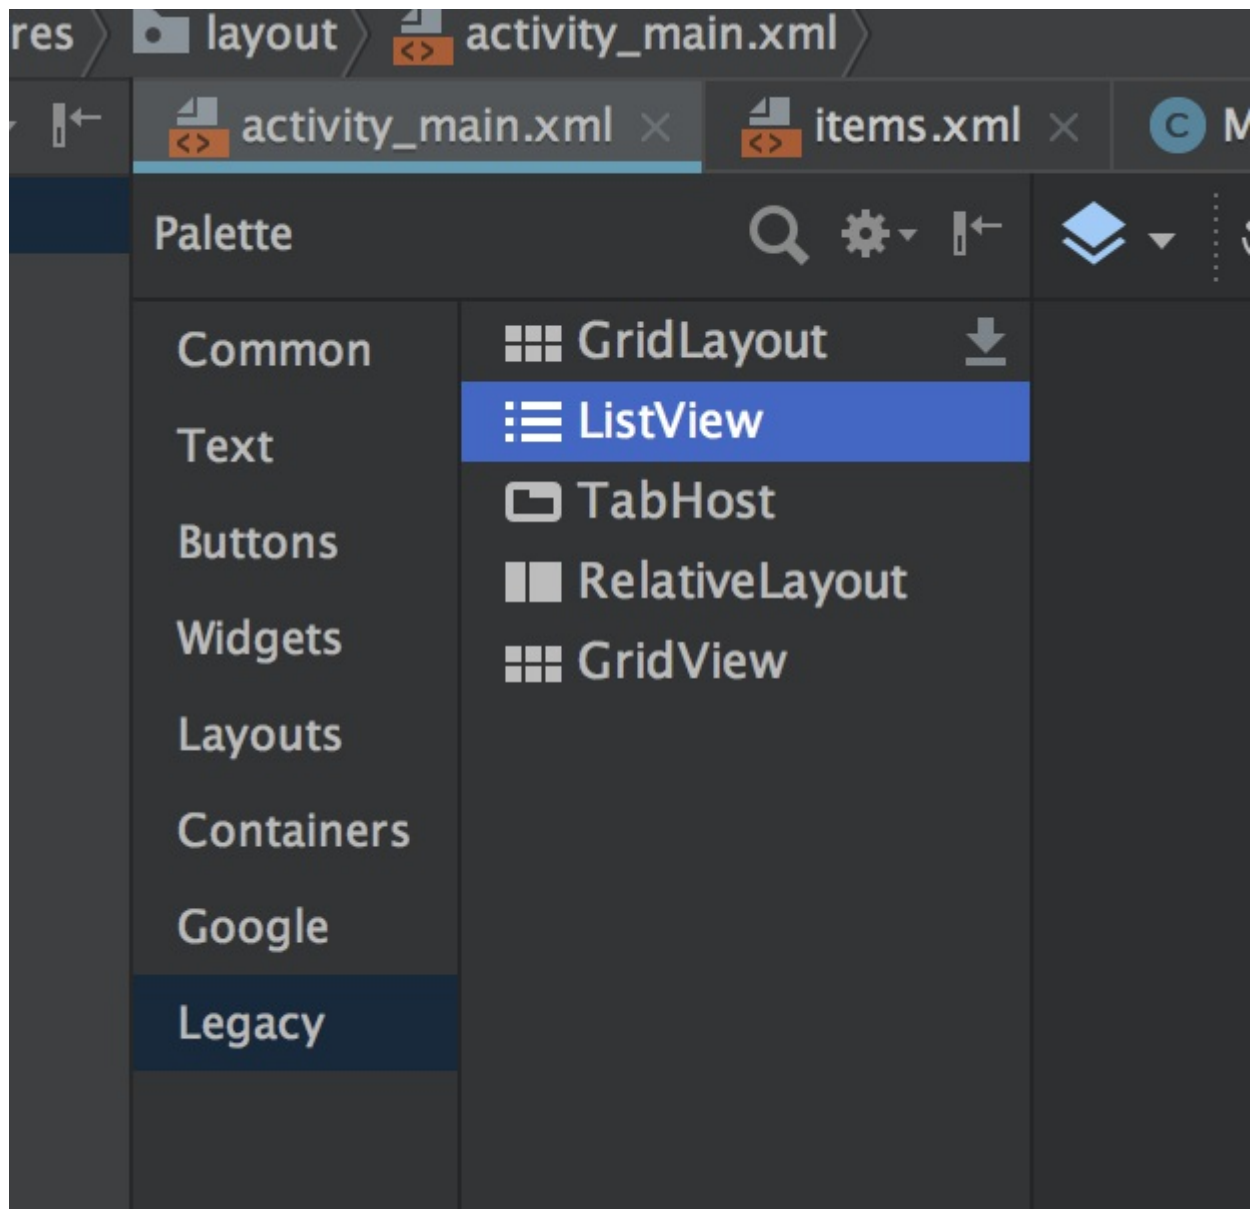 res layout activity_main.xml
activity_main.xml items.xml C M
Palette
Common
Text
Buttons
Widgets
Layouts
Containers
Google
Legacy
GridLayout
ListView
TabHost
RelativeLayout
GridView